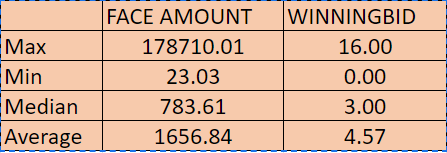 FACE AMOUNT WINNINGBID
Max 178710.01 16.00
Min 23.03 0.00
Median 783.61 3.00
Average 1656.84 4.57